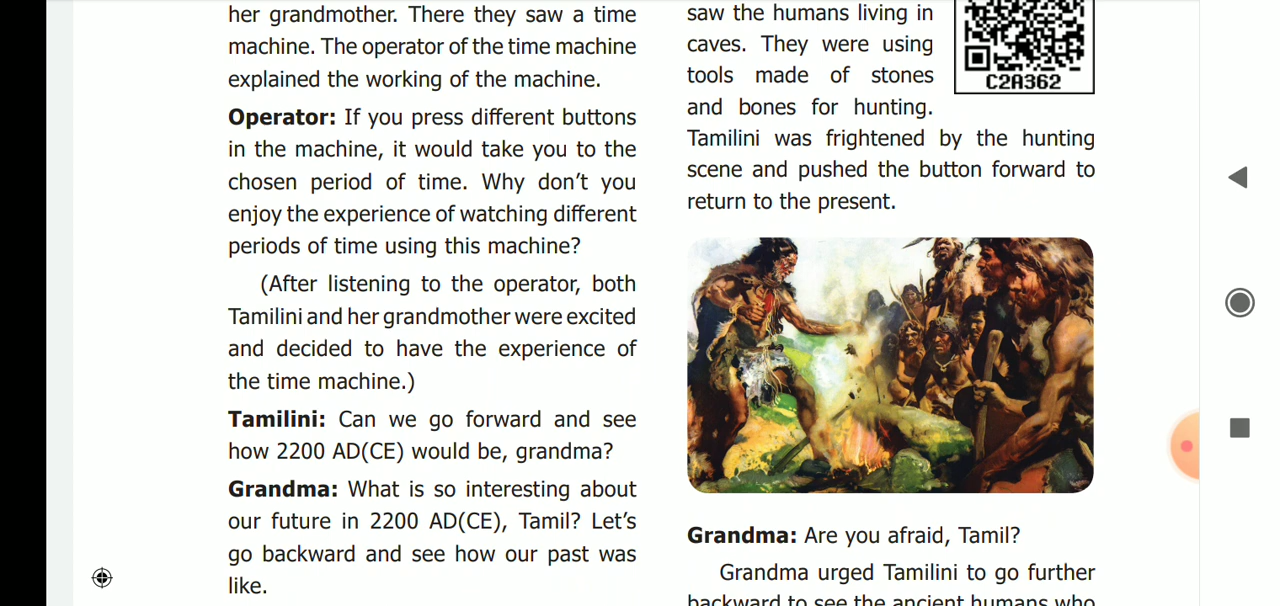 her grandmother. There they saw a time
machine. The operator of the time machine
explained the working of the machine.
Operator: If you press different buttons
in the machine, it would take you to the
chosen period of time. Why don’t you
enjoy the experience of watching different
periods of time using this machine?
(After listening to the operator, both
Tamilini and her grandmother were excited
and decided to have the experience of
the time machine.)
Tamilini: Can we go forward and see
how 2200 AD(CE) would be, grandma?
Grandma: What is so interesting about
our future in 2200 AD(CE), Tamil? Let’s
go backward and see how our past was
like.
saw the humans living in
caves. They were using
tools made of stones
and bones for hunting.
Tamilini was frightened by the hunting
scene and pushed the button forward to
return to the present.
C2A362
Grandma: Are you afraid, Tamil?
Grandma urged Tamilini to go further
backward to see the ancient humans who